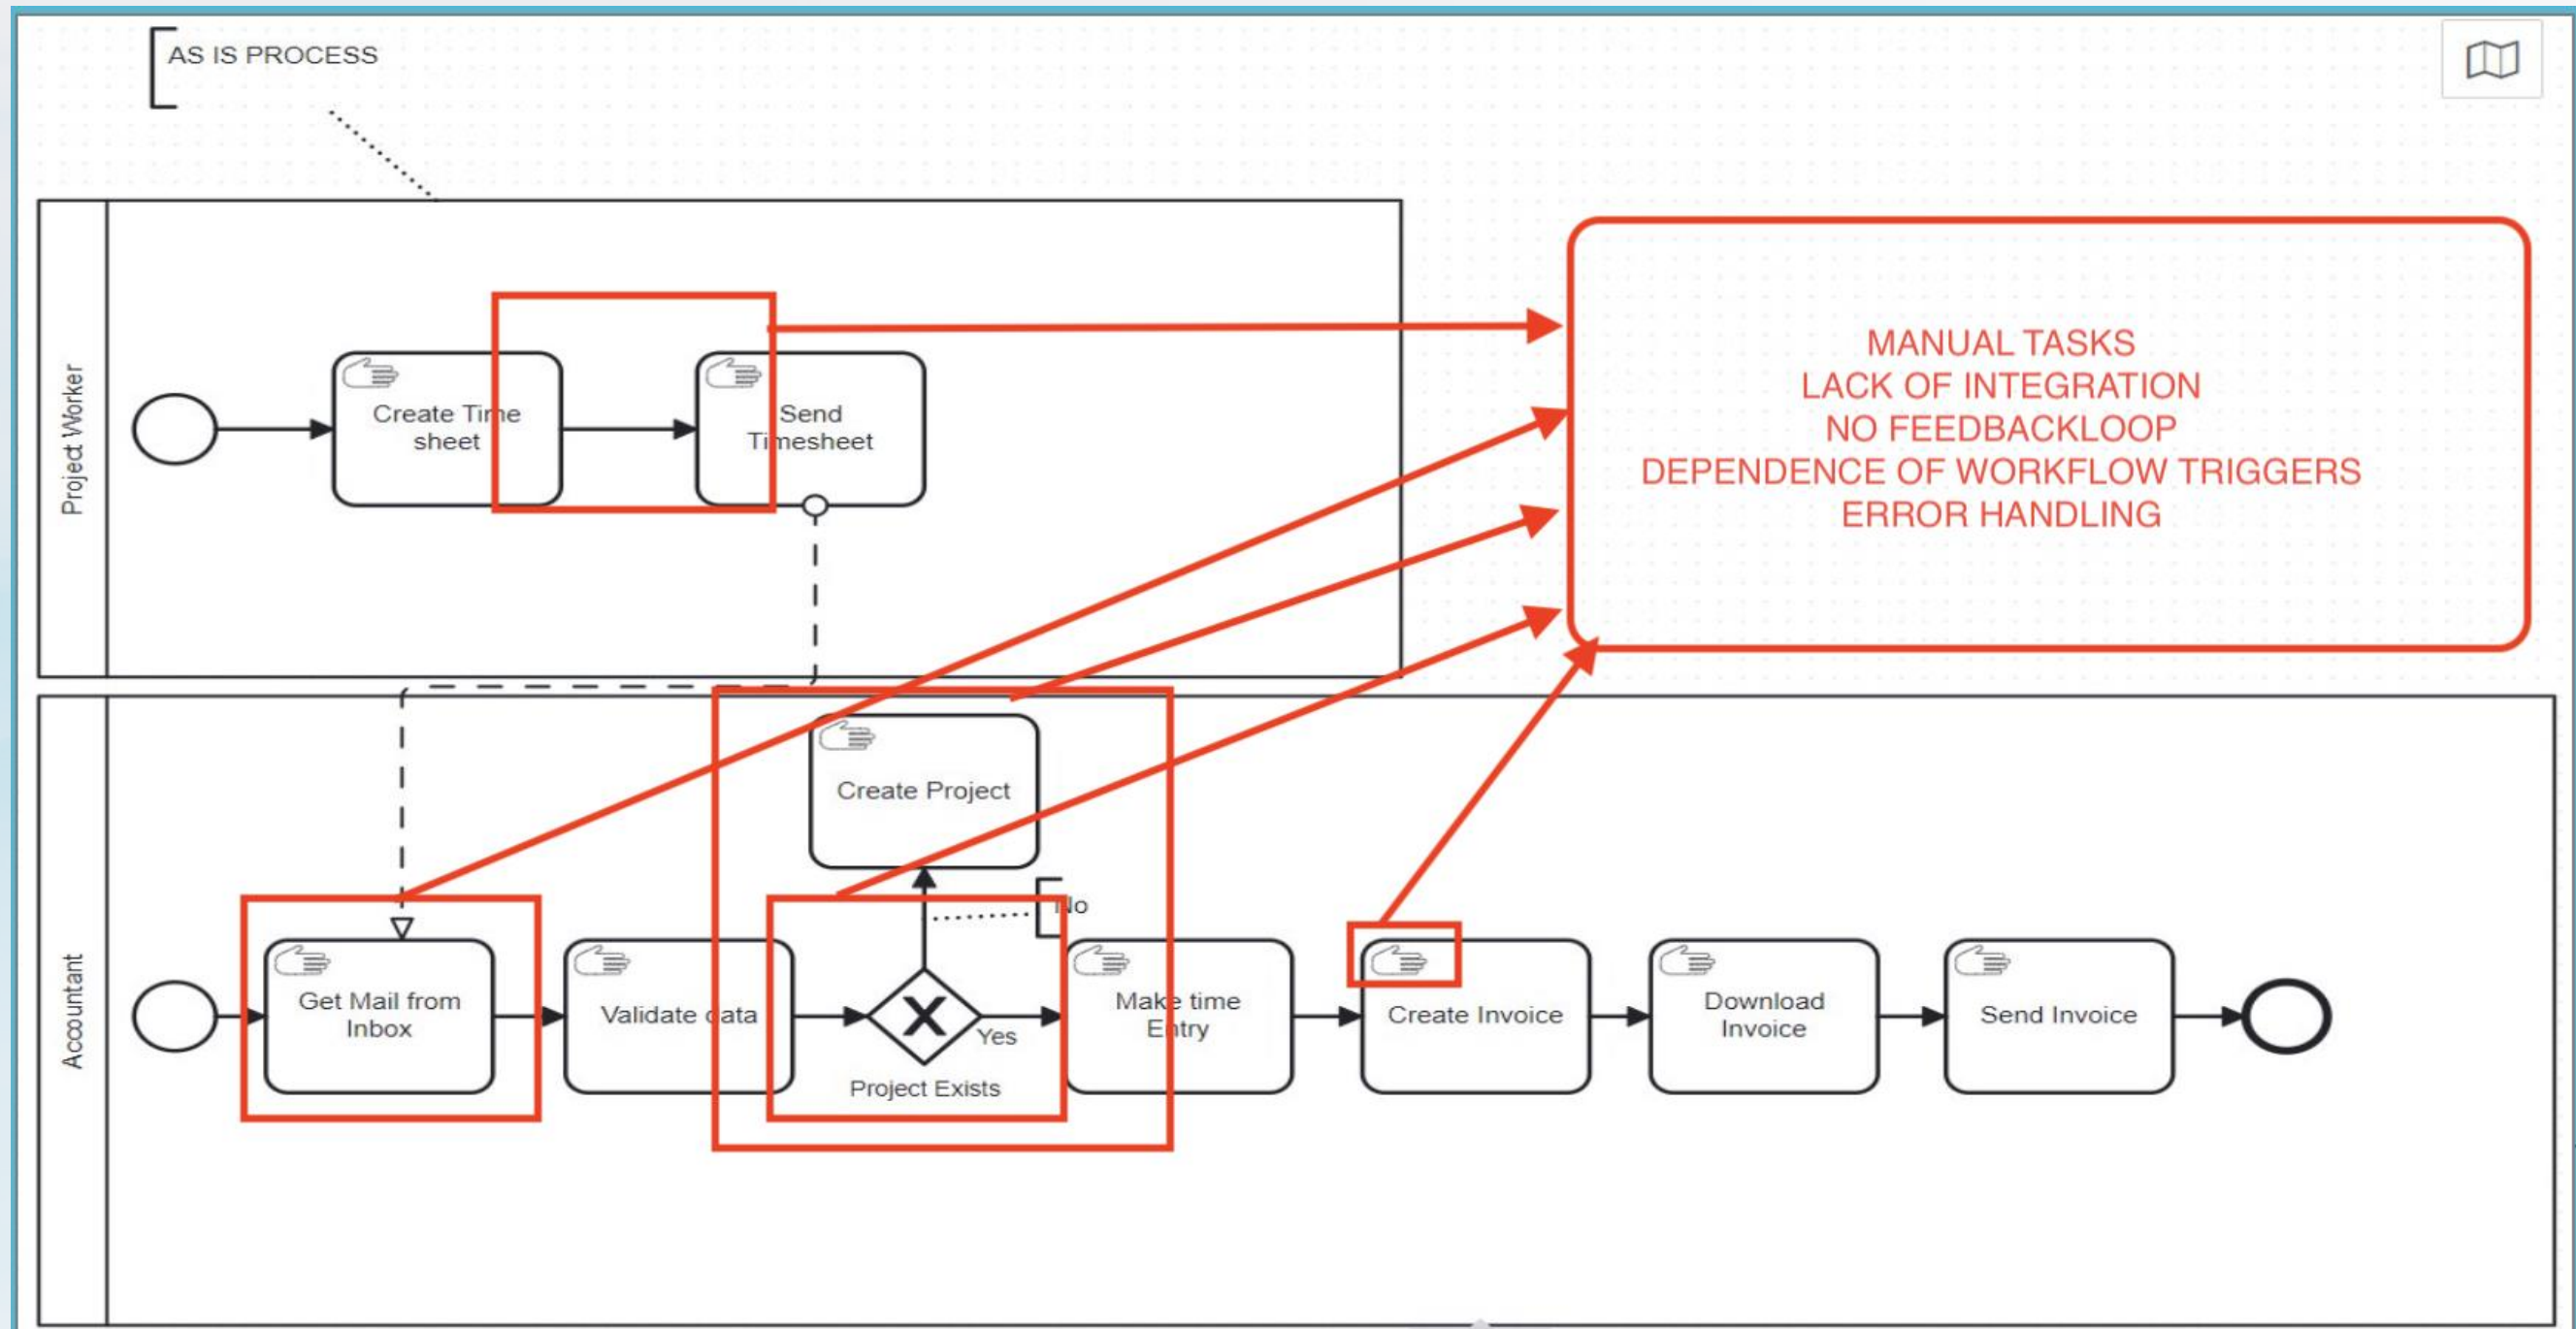 AS IS PROCESS
Project Worker
Create Time
sheet
Send
Timesheet
MANUAL TASKS
LACK OF INTEGRATION
NO FEEDBACKLOOP
DEPENDENCE OF WORKFLOW TRIGGERS
ERROR HANDLING
Accountant
Create Project
No
Get Mail from
Inbox
Validate data
Yes
Project Exists
Make time
Entry
Create Invoice
Download
Invoice
Send Invoice